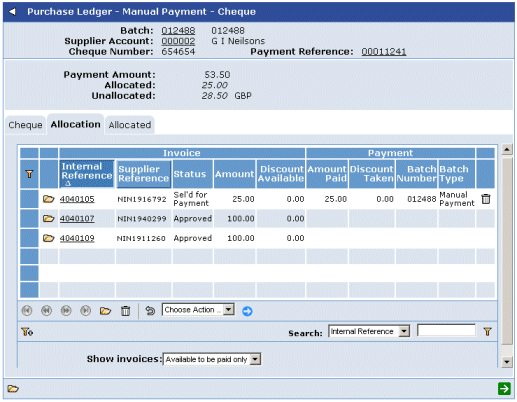 Purchase Ledger - Manual Payment - Cheque
Batch: 012488 012488
Supplier Account: 000002 G I Neilsons
Cheque Number: 654654 Payment Reference: 00011241
Payment Amount: 53.50
Allocated: 25.00
Unallocated: 28.50 GBP
Cheque Allocation Allocated
Invoice Payment
Internal Reference Supplier Reference Status Amount Discount Available Amount Paid Discount Taken Batch Number Batch Type
4040105 NIN1916792 Sel'd for Payment 25.00 0.00 25.00 0.00 012488 Manual Payment
4040107 NIN1940299 Approved 100.00 0.00
4040109 NIN1911260 Approved 100.00 0.00
Choose Action ..
Search: Internal Reference
Show invoices: Available to be paid only